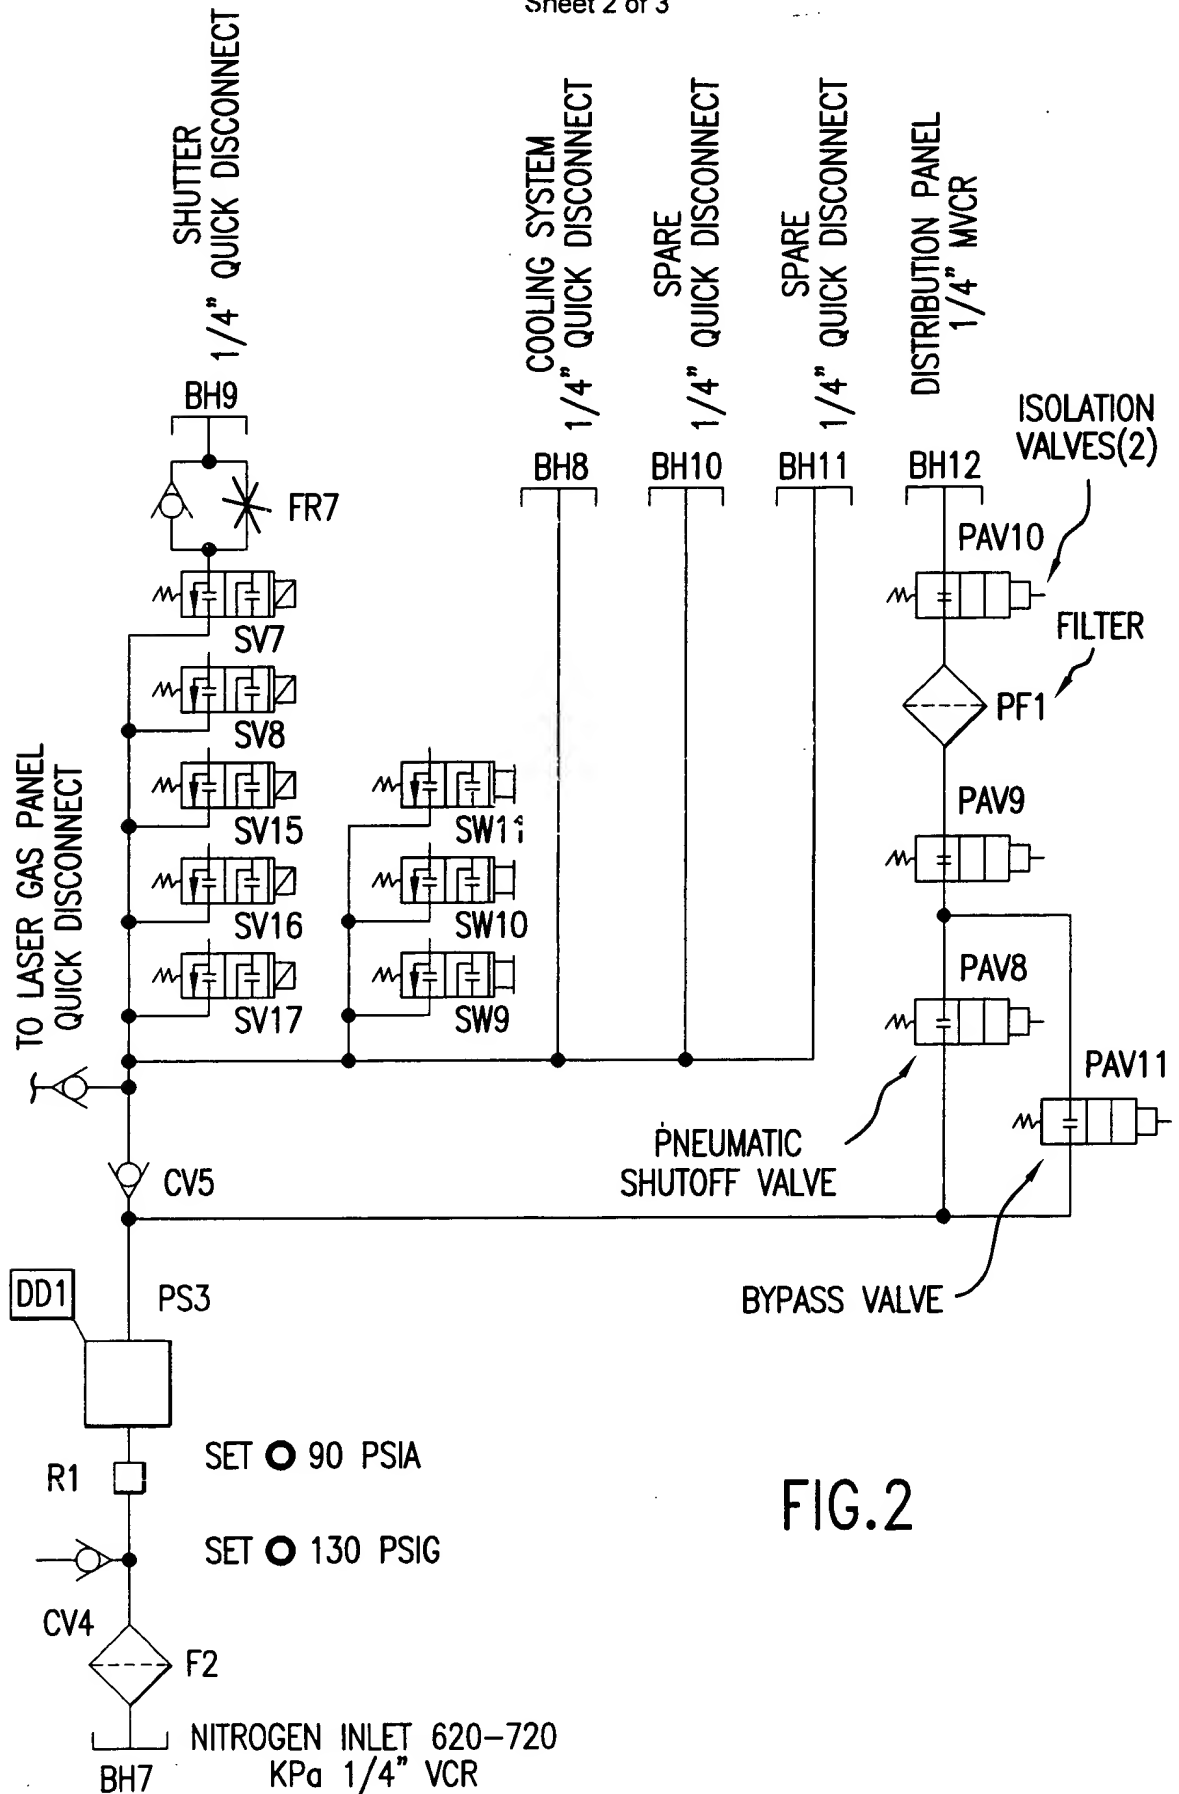 Sheet 2 of 3
SHUTTER
1/4" QUICK DISCONNECT
COOLING SYSTEM
1/4" QUICK DISCONNECT
SPARE
1/4" QUICK DISCONNECT
SPARE
1/4" QUICK DISCONNECT
DISTRIBUTION PANEL
1/4" MVCR
BH9
BH8
BH10
BH11
BH12
ISOLATION
VALVES(2)
FR7
PAV10
SV7
FILTER
PF1
SV8
TO LASER GAS PANEL
QUICK DISCONNECT
SV15
SW11
PAV9
SV16
SW10
SV17
SW9
PAV8
PAV11
PNEUMATIC
SHUTOFF VALVE
CV5
DD1
PS3
BYPASS VALVE
R1
SET O 90 PSIA
SET O 130 PSIG
FIG.2
CV4
F2
NITROGEN INLET 620-720
KPa 1/4" VCR
BH7